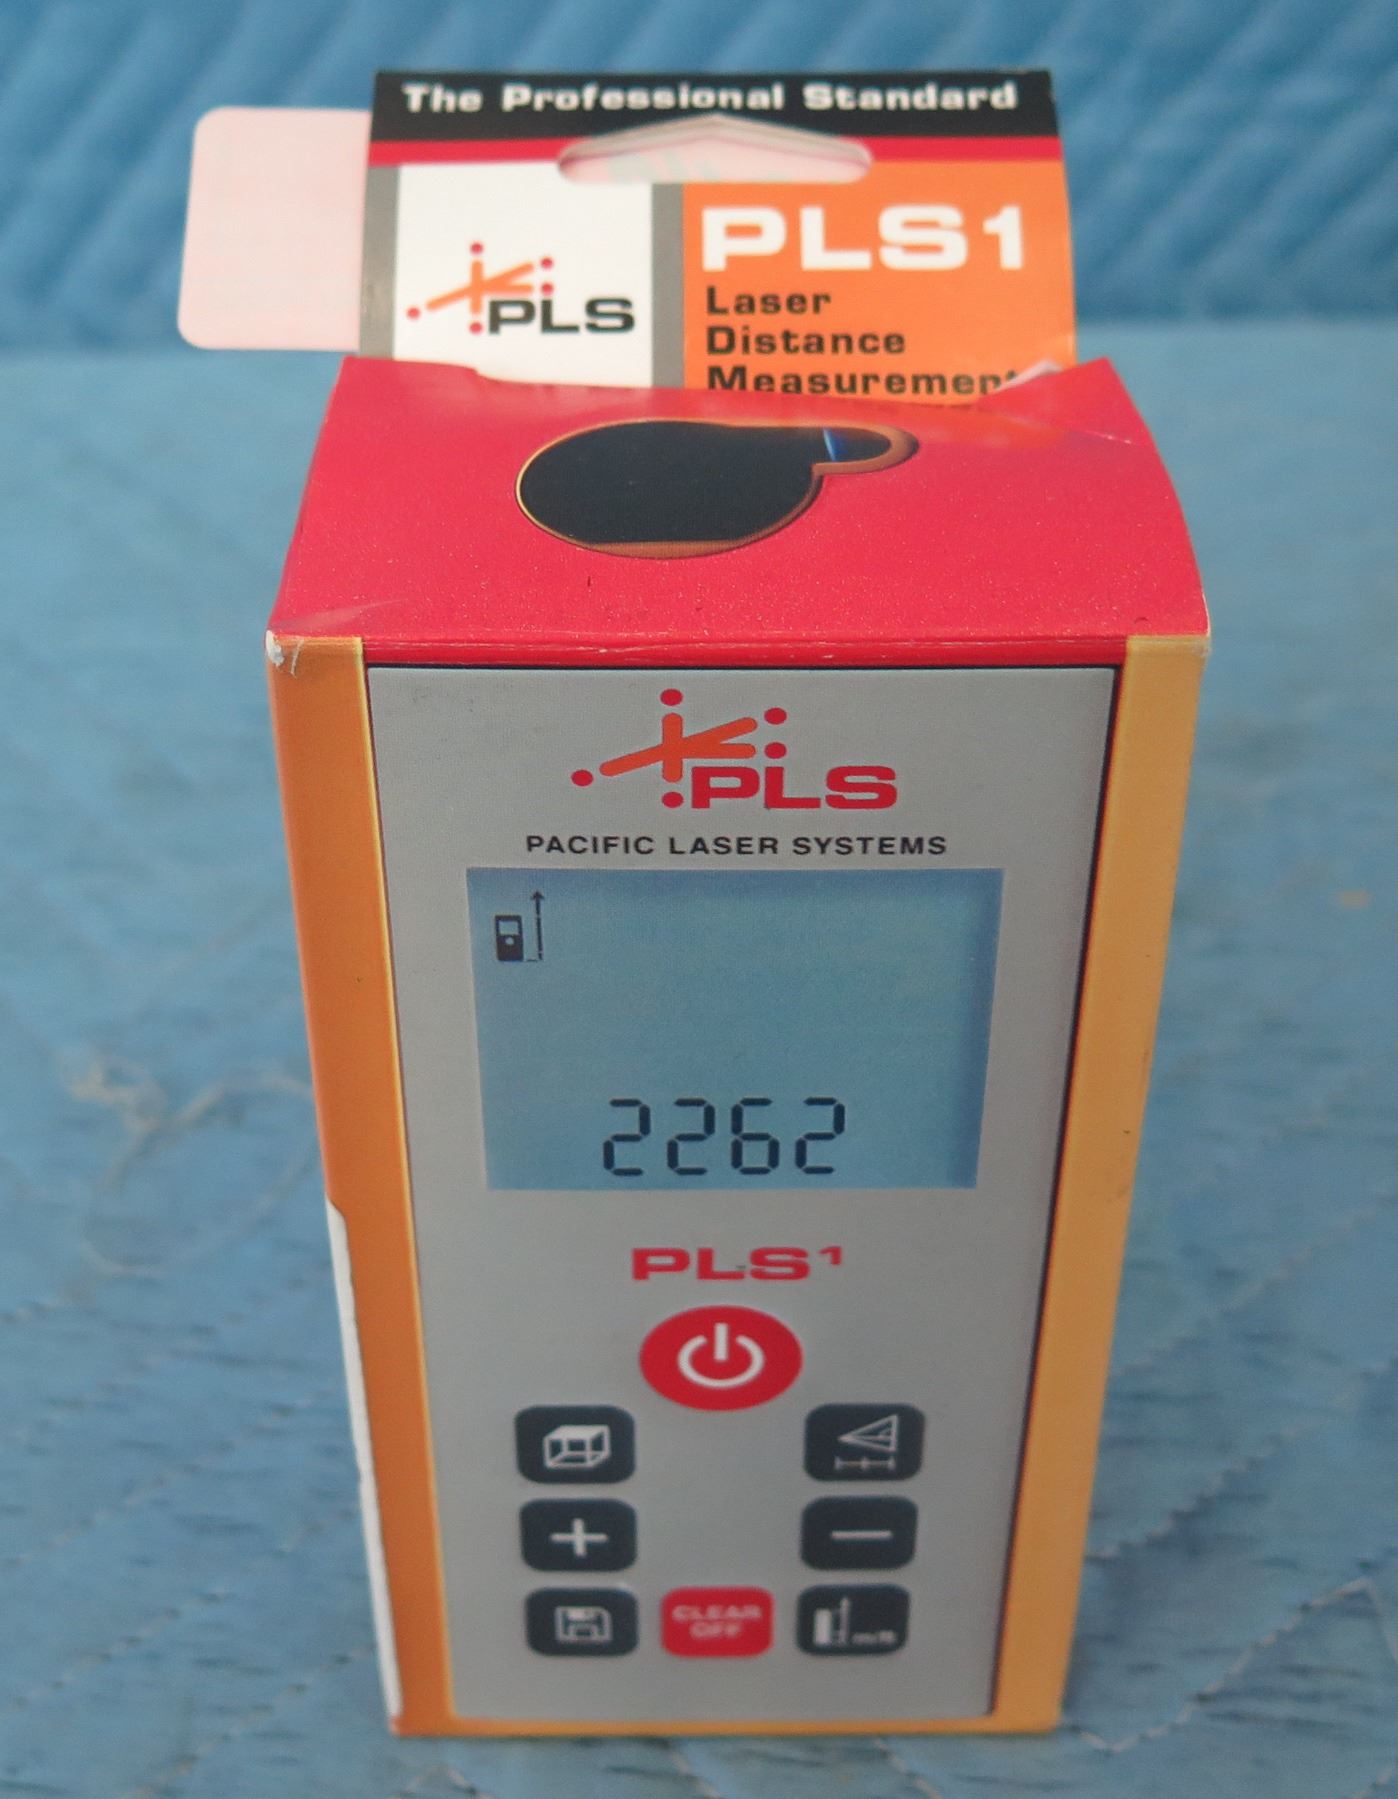 The Professional Standard
PLS
PLS1
Laser
Distance
Measurement
PLS
PACIFIC LASER SYSTEMS
2262
PLS1
CLEAR
OFF